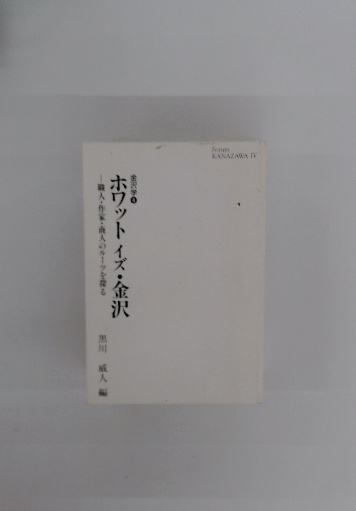 Forum
KANAZAWA IV
金沢学④
ホワット イズ・金沢
—職人・作家・商人のルーツを探る
黒川 威人 編